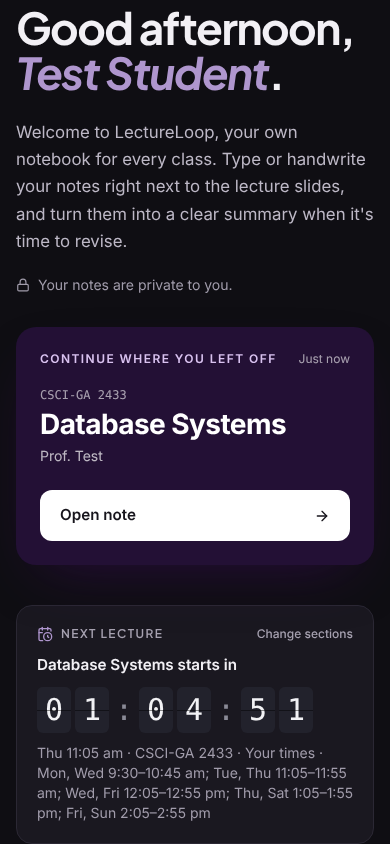 Good afternoon,
Test Student.
Welcome to LectureLoop, your own
notebook for every class. Type or handwrite
your notes right next to the lecture slides,
and turn them into a clear summary when it's
time to revise.
Your notes are private to you.
CONTINUE WHERE YOU LEFT OFF Just now
CSCI-GA 2433
Database Systems
Prof. Test
Open note →
NEXT LECTURE Change sections
Database Systems starts in
01:04:51
Thu 11:05 am · CSCI-GA 2433 · Your times ·
Mon, Wed 9:30–10:45 am; Tue, Thu 11:05–11:55
am; Wed, Fri 12:05–12:55 pm; Thu, Sat 1:05–1:55
pm; Fri, Sun 2:05–2:55 pm